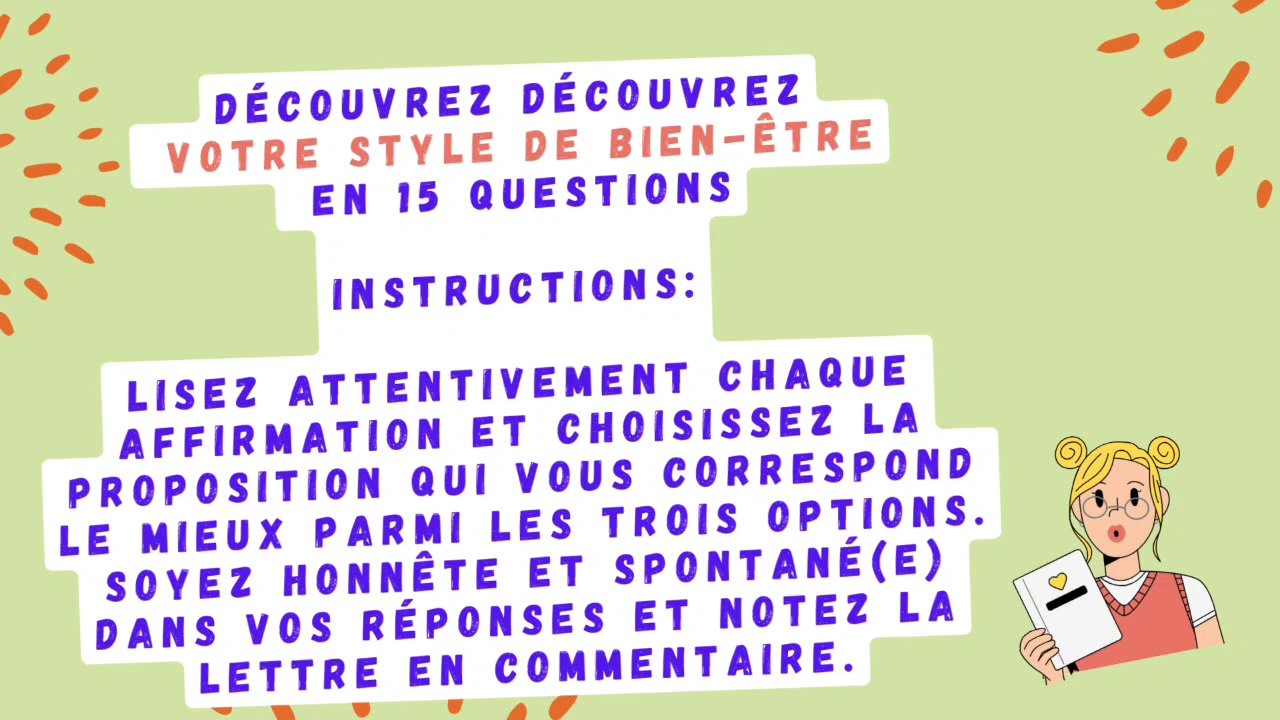 DÉCOUVREZ DÉCOUVREZ
VOTRE STYLE DE BIEN-ÊTRE
EN 15 QUESTIONS
INSTRUCTIONS:
LISEZ ATTENTIVEMENT CHAQUE
AFFIRMATION ET CHOISISSEZ LA
PROPOSITION QUI VOUS CORRESPOND
LE MIEUX PARMI LES TROIS OPTIONS.
SOYEZ HONNÊTE ET SPONTANÉ(E)
DANS VOS RÉPONSES ET NOTEZ LA
LETTRE EN COMMENTAIRE.